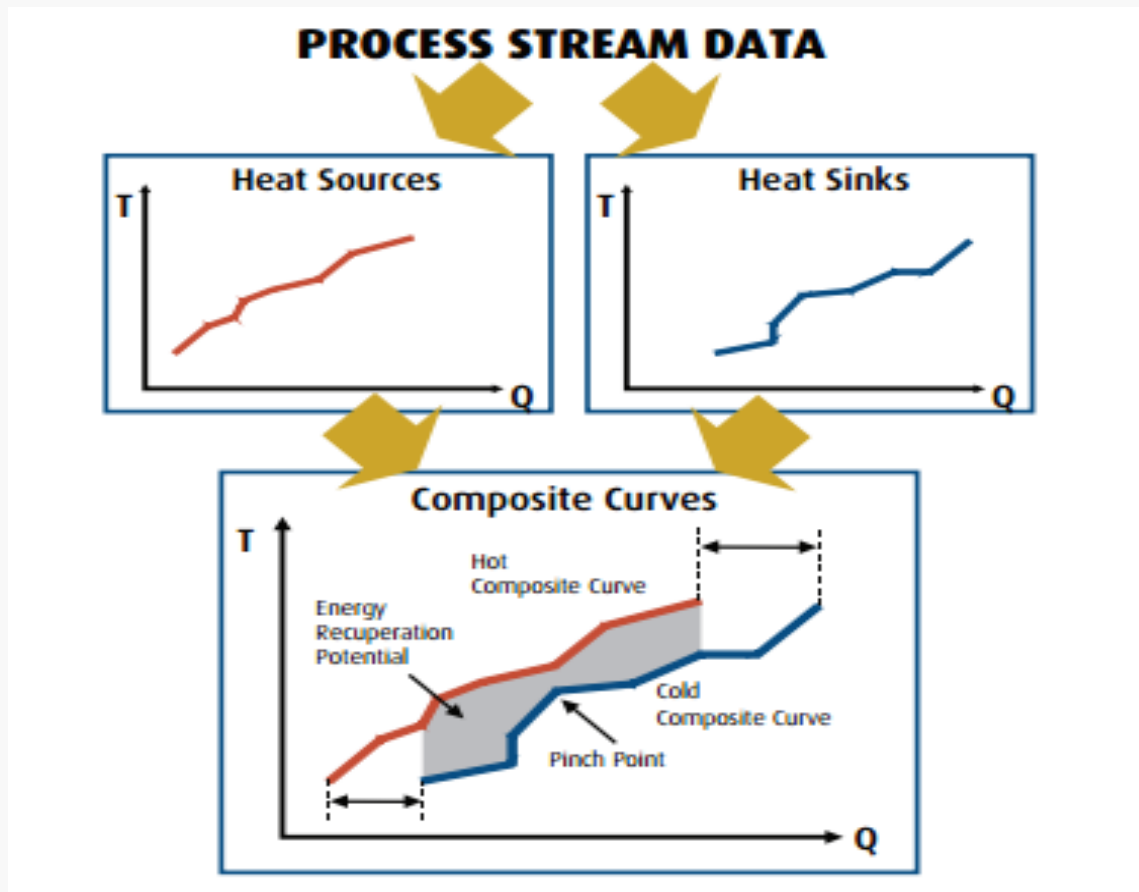 PROCESS STREAM DATA
Heat Sources
T
Q
Heat Sinks
T
Q
Composite Curves
T
Hot
Composite Curve
Energy
Recuperation
Potential
Cold
Composite Curve
Pinch Point
Q